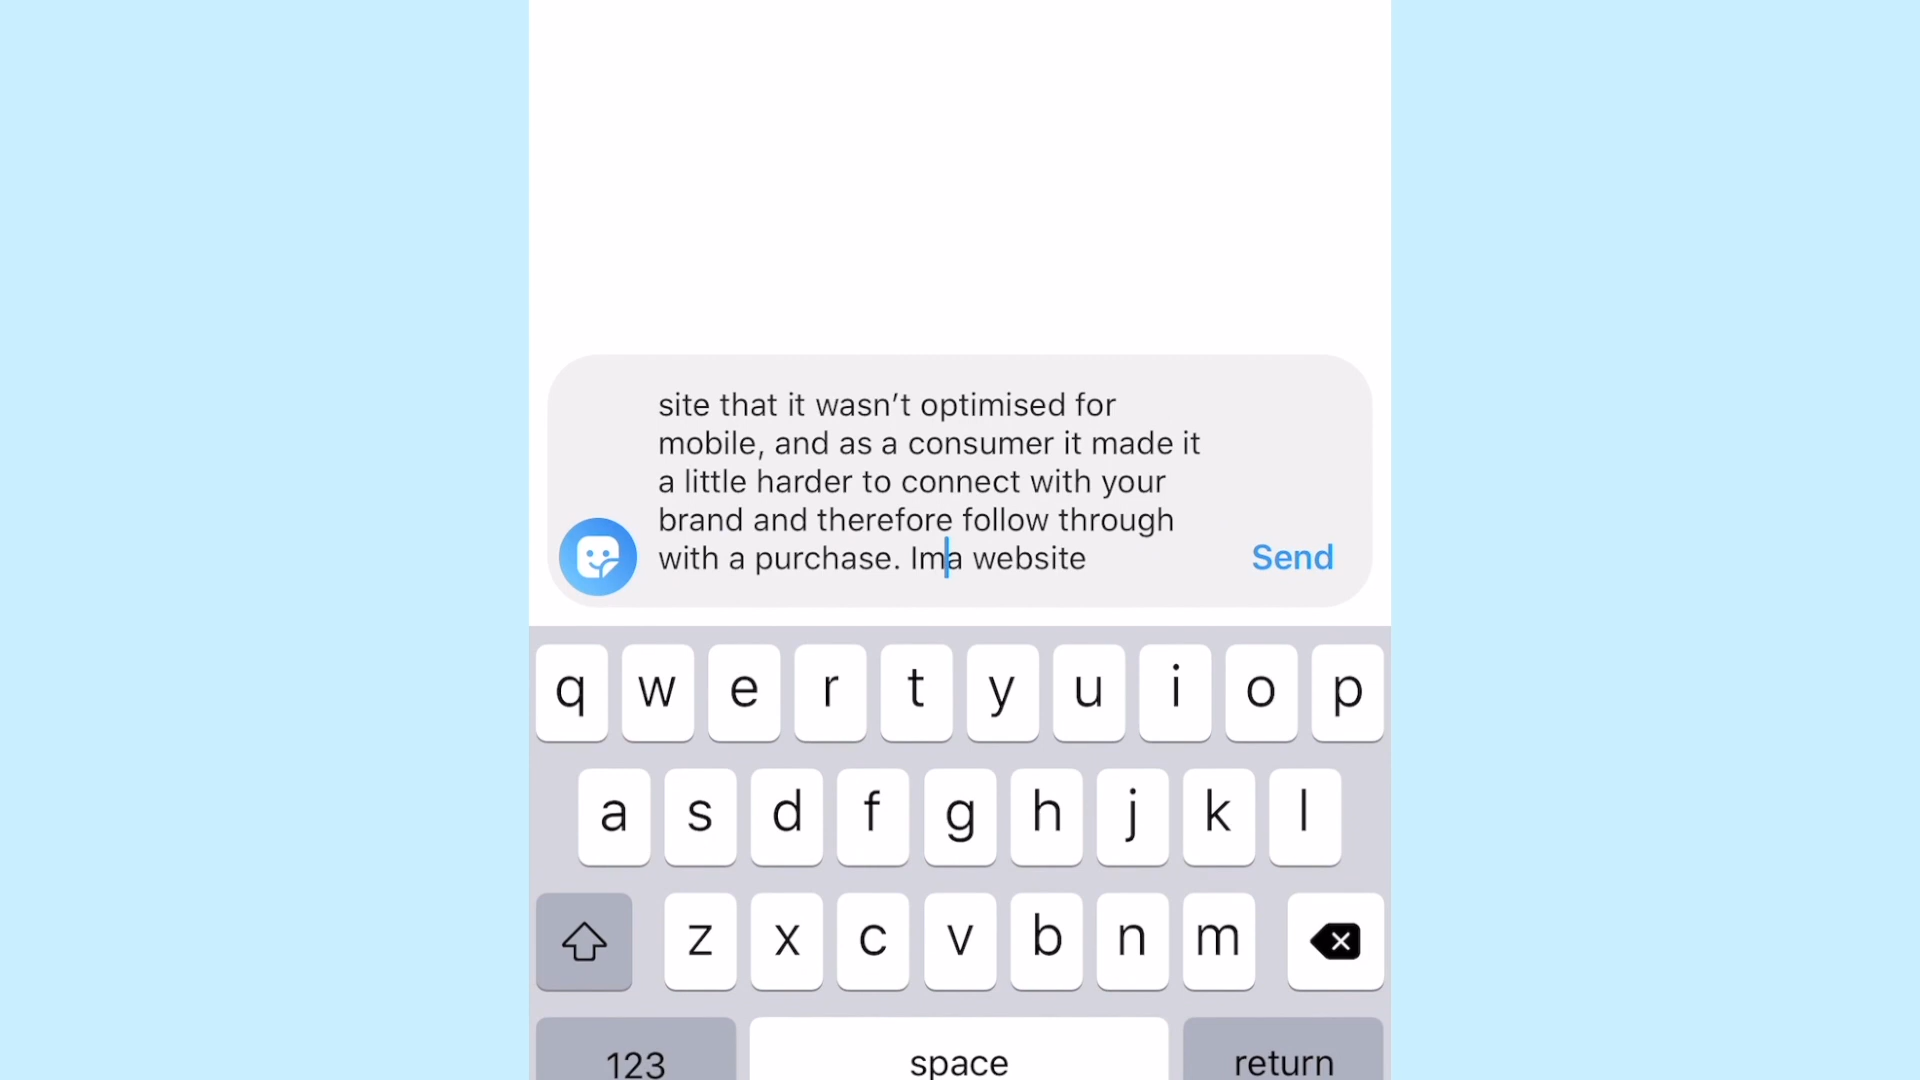 site that it wasn’t optimised for
mobile, and as a consumer it made it
a little harder to connect with your
brand and therefore follow through
with a purchase. Ima website
Send
q w e r t y u i o p
a s d f g h j k l
z x c v b n m
123 space return